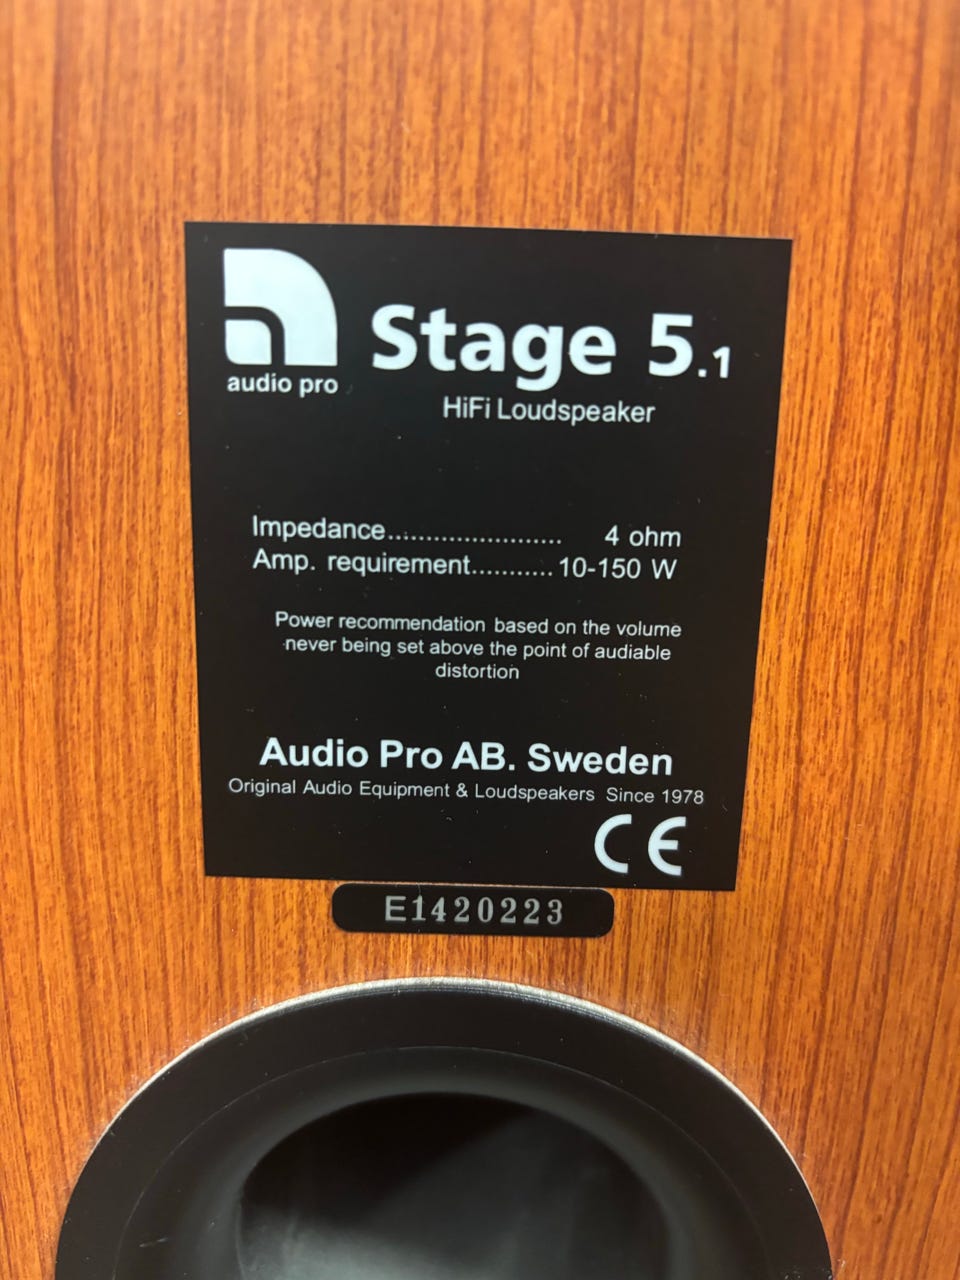 audio pro
Stage 5.1
HiFi Loudspeaker
Impedance....................... 4 ohm
Amp. requirement...........10-150 W
Power recommendation based on the volume
never being set above the point of audiable
distortion
Audio Pro AB. Sweden
Original Audio Equipment & Loudspeakers Since 1978
CE
E1420223